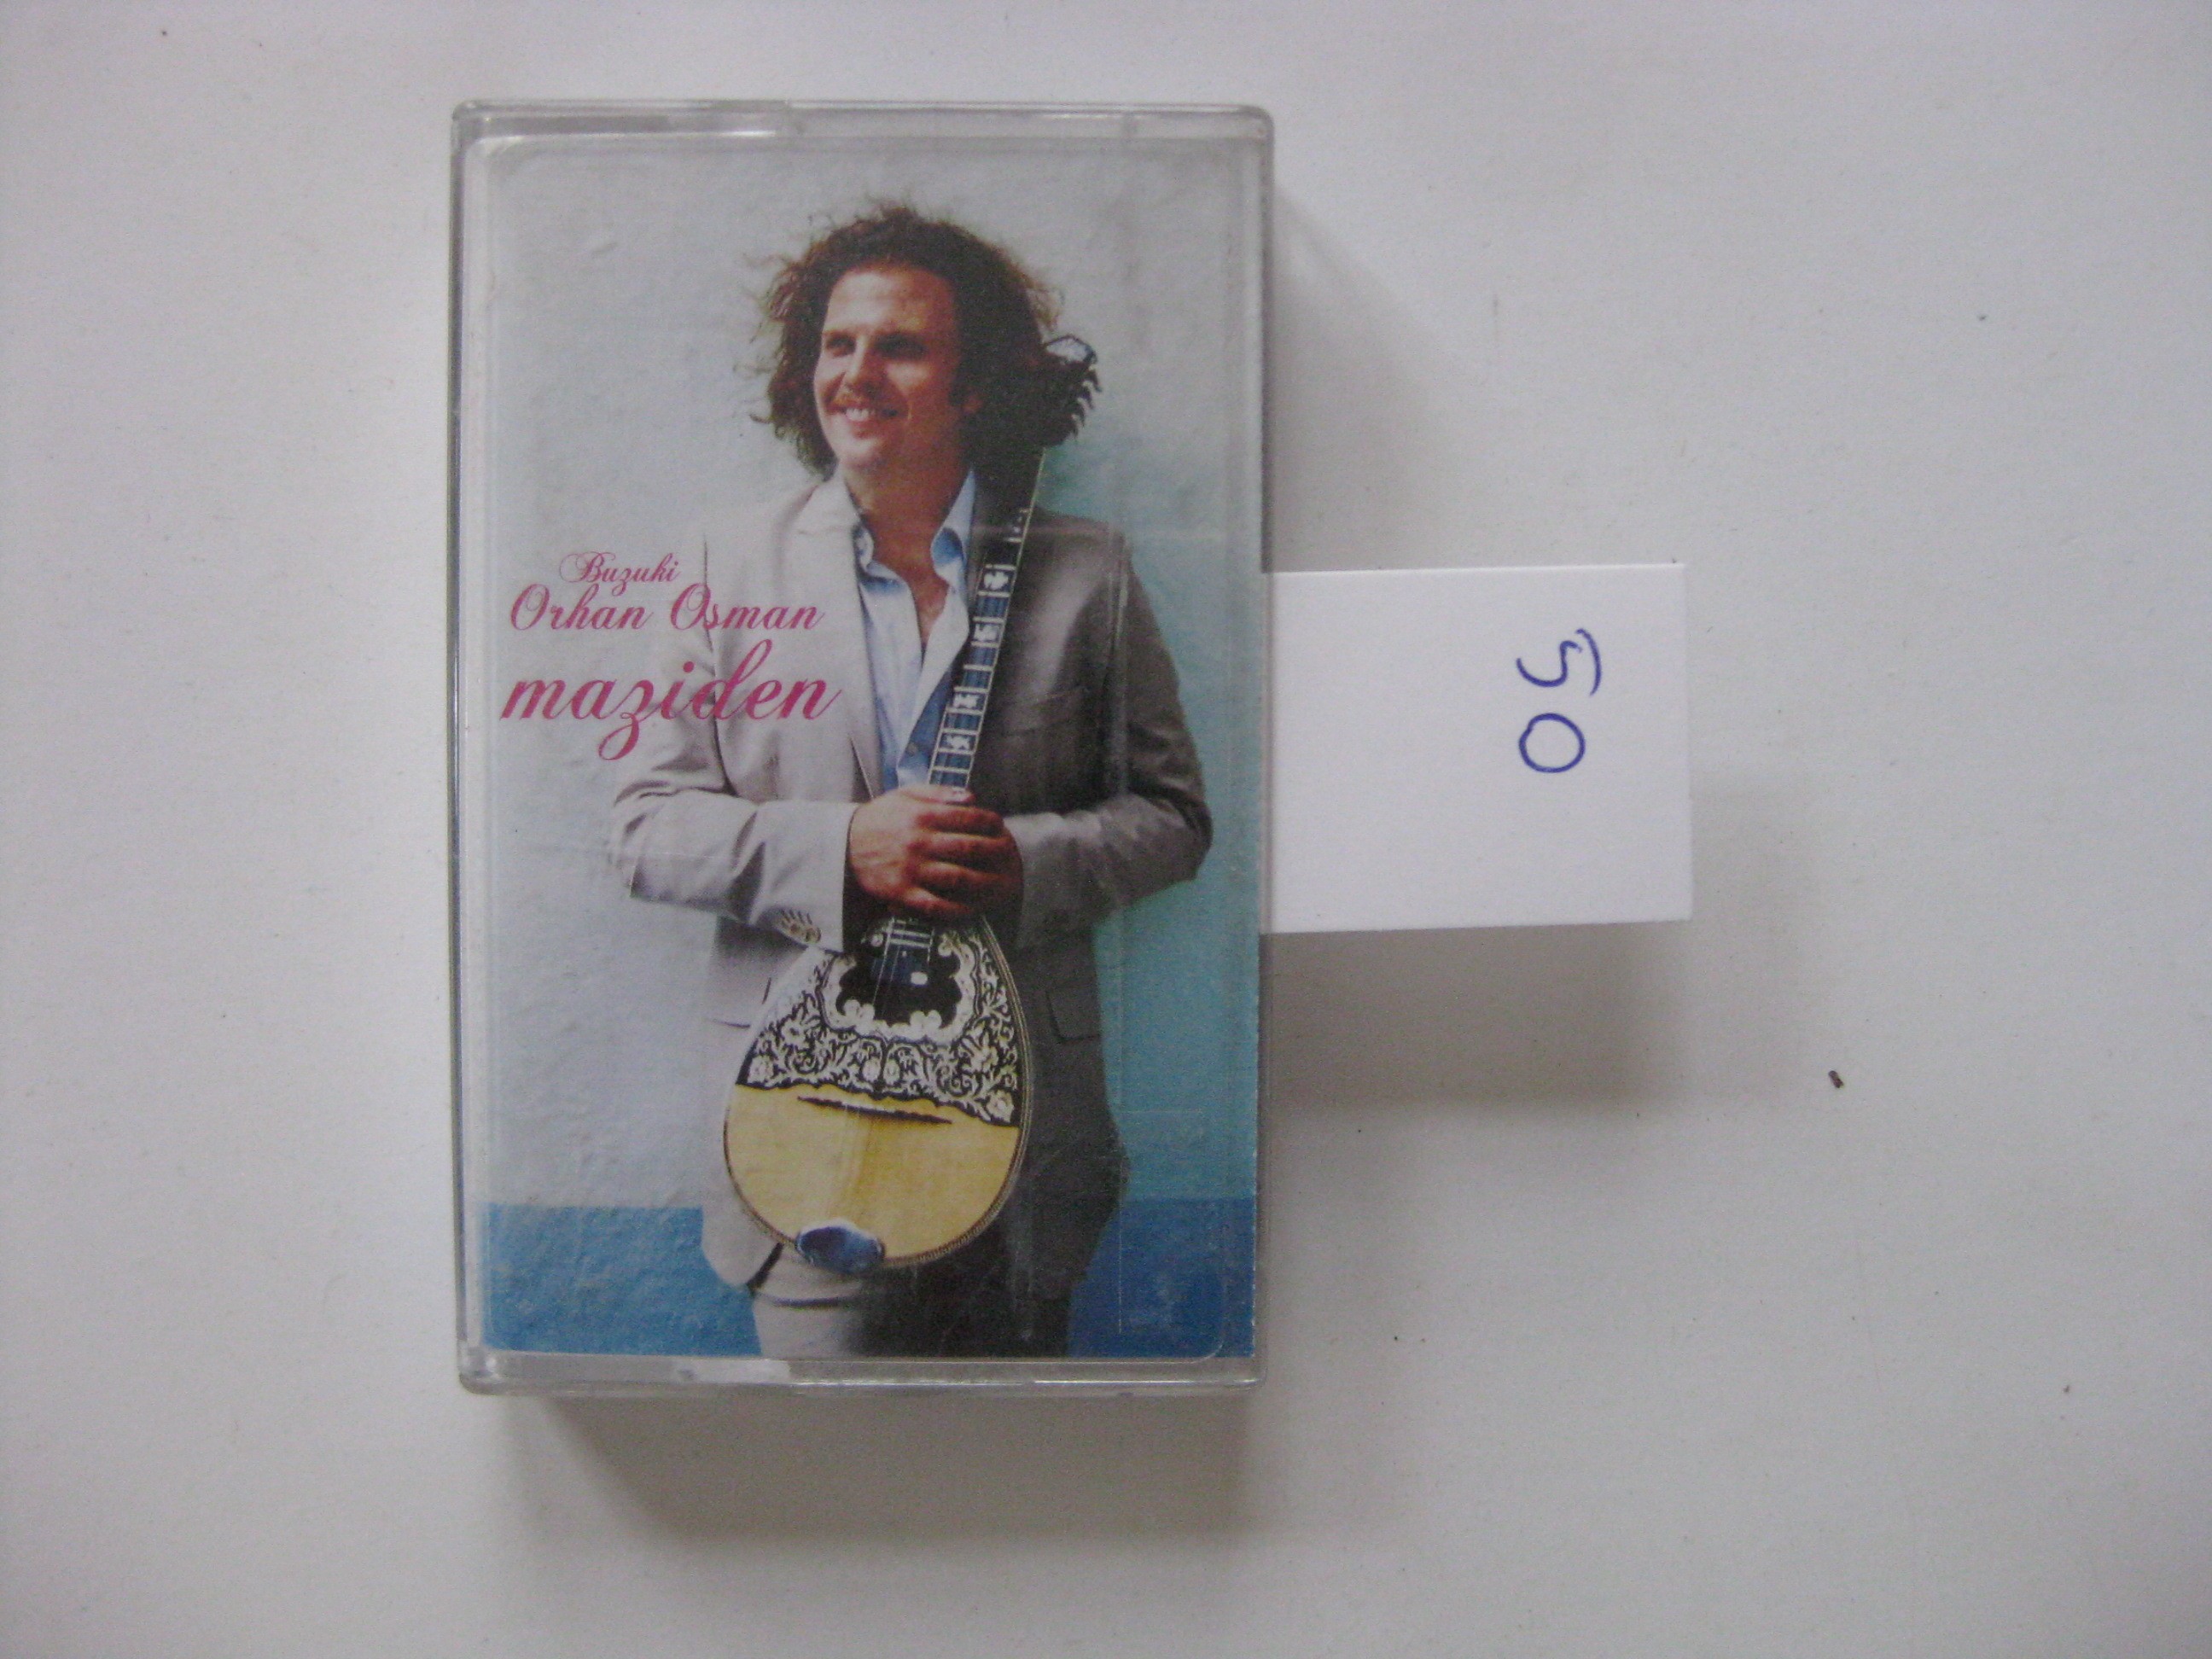 Buzuki
Orhan Osman
maziden
50